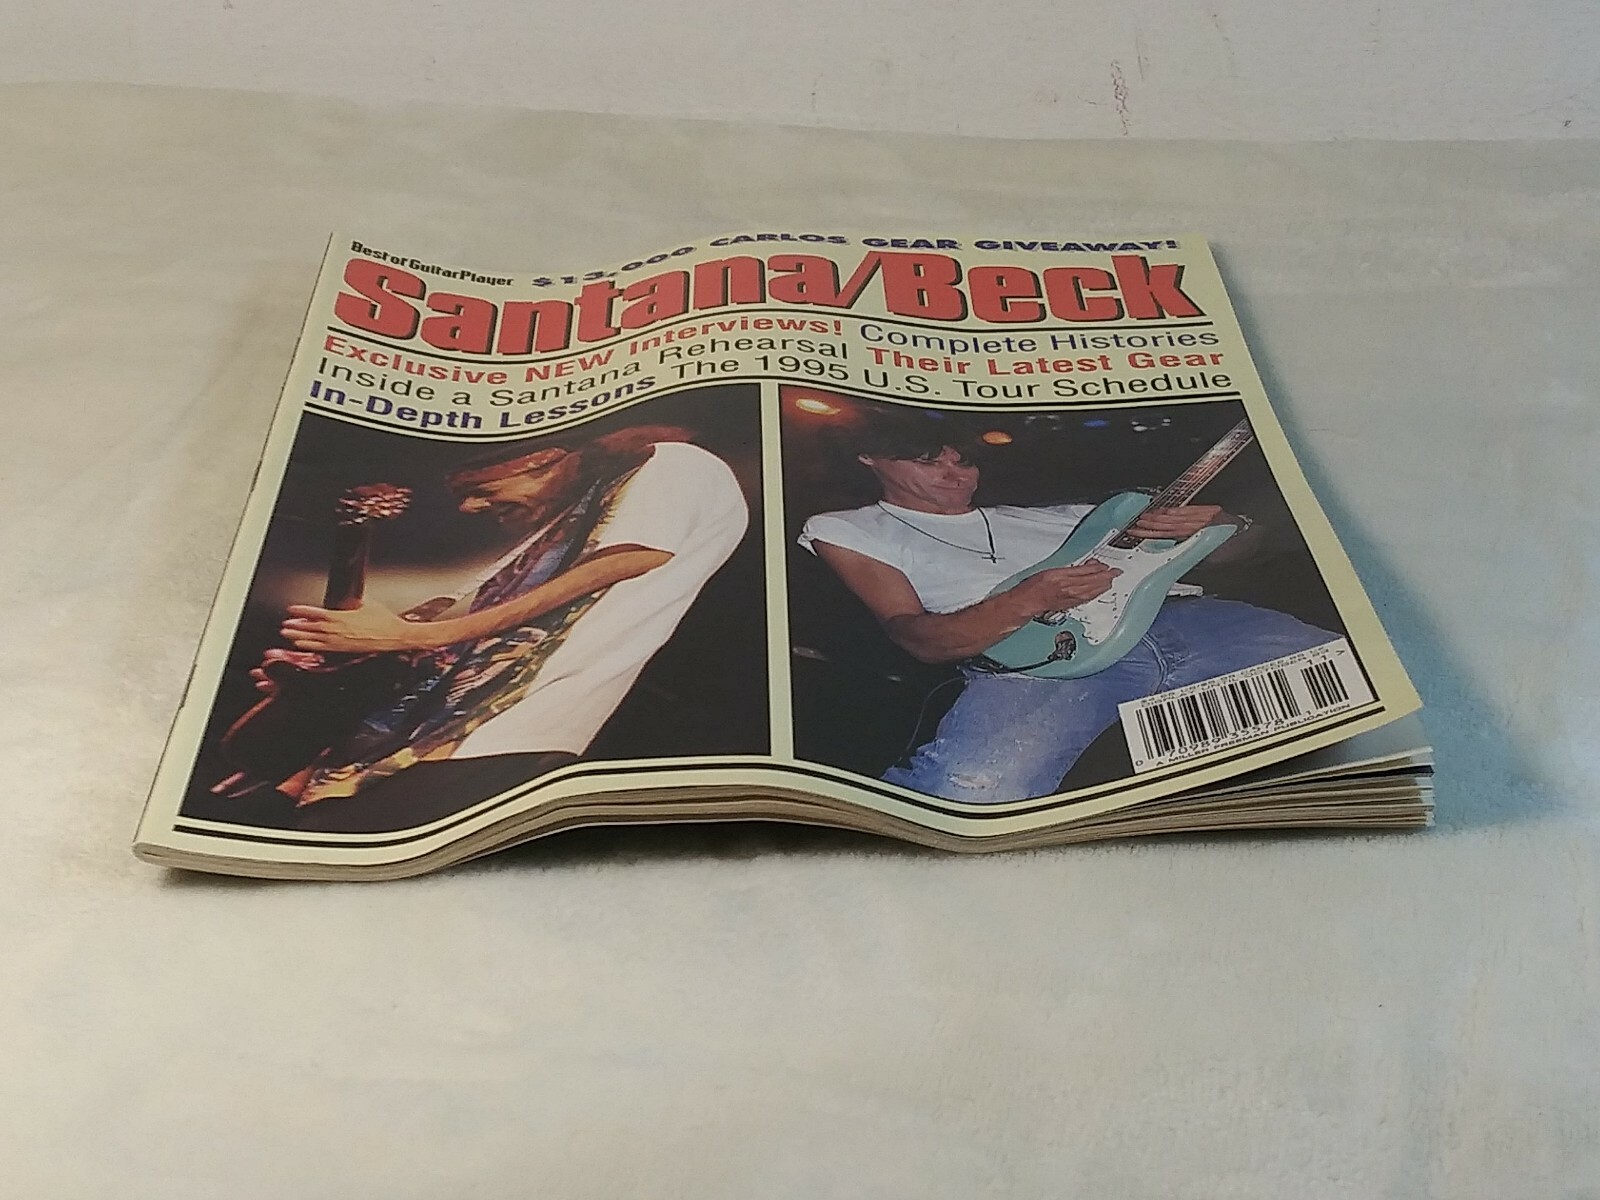 Best of Guitar Player
$13,000 CARLOS GEAR GIVEAWAY!
Santana/Beck
Exclusive NEW Interviews! Complete Histories
Inside a Santana Rehearsal Their Latest Gear
In-Depth Lessons The 1995 U.S. Tour Schedule
11 >
A MILLER FREEMAN PUBLICATION